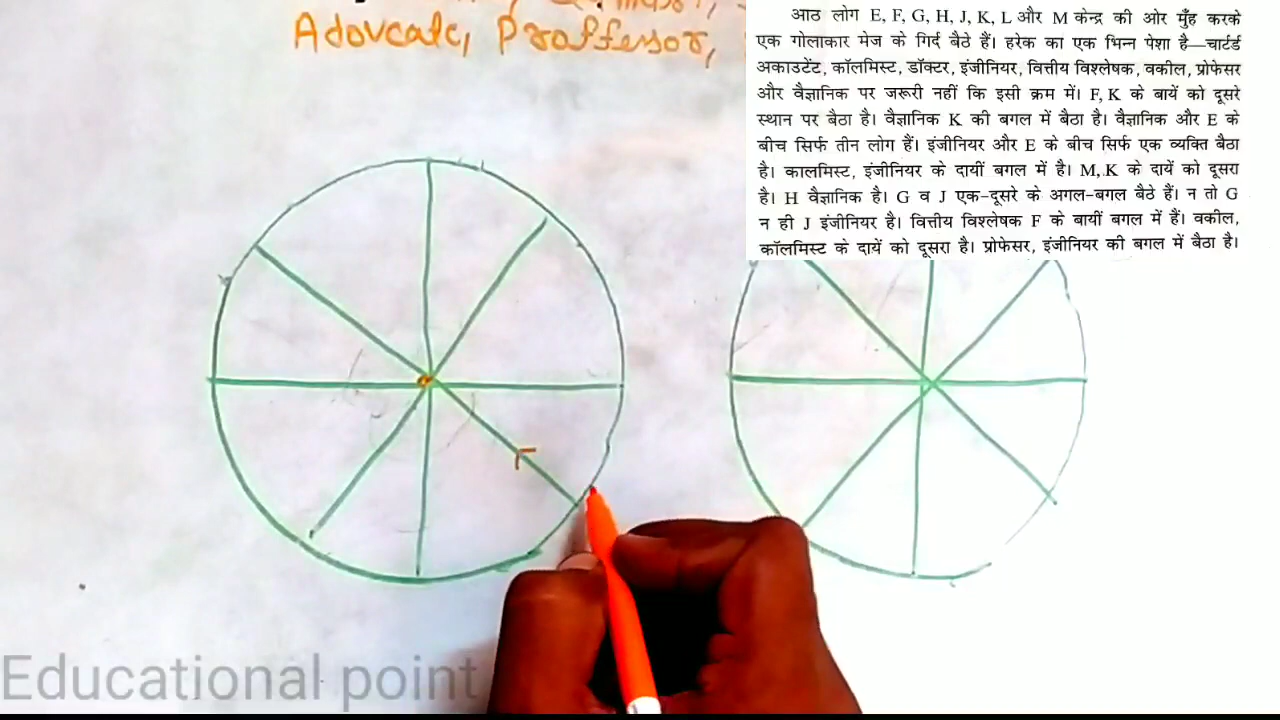 Adovcate, Proffessor,
आठ लोग E, F, G, H, J, K, L और M केन्द्र की ओर मुँह करके
एक गोलाकार मेज के गिर्द बैठे हैं। हरेक का एक भिन्न पेशा है—चार्टर्ड
अकाउटेंट, कॉलमिस्ट, डॉक्टर, इंजीनियर, वित्तीय विश्लेषक, वकील, प्रोफेसर
और वैज्ञानिक पर जरूरी नहीं कि इसी क्रम में। F, K के बायें को दूसरे
स्थान पर बैठा है। वैज्ञानिक K की बगल में बैठा है। वैज्ञानिक और E के
बीच सिर्फ तीन लोग हैं। इंजीनियर और E के बीच सिर्फ एक व्यक्ति बैठा
है। कालमिस्ट, इंजीनियर के दायीं बगल में है। M, K के दायें को दूसरा
है। H वैज्ञानिक है। G व J एक-दूसरे के अगल-बगल बैठे हैं। न तो G
न ही J इंजीनियर है। वित्तीय विश्लेषक F के बायीं बगल में हैं। वकील,
कॉलमिस्ट के दायें को दूसरा है। प्रोफेसर, इंजीनियर की बगल में बैठा है।
Educational point